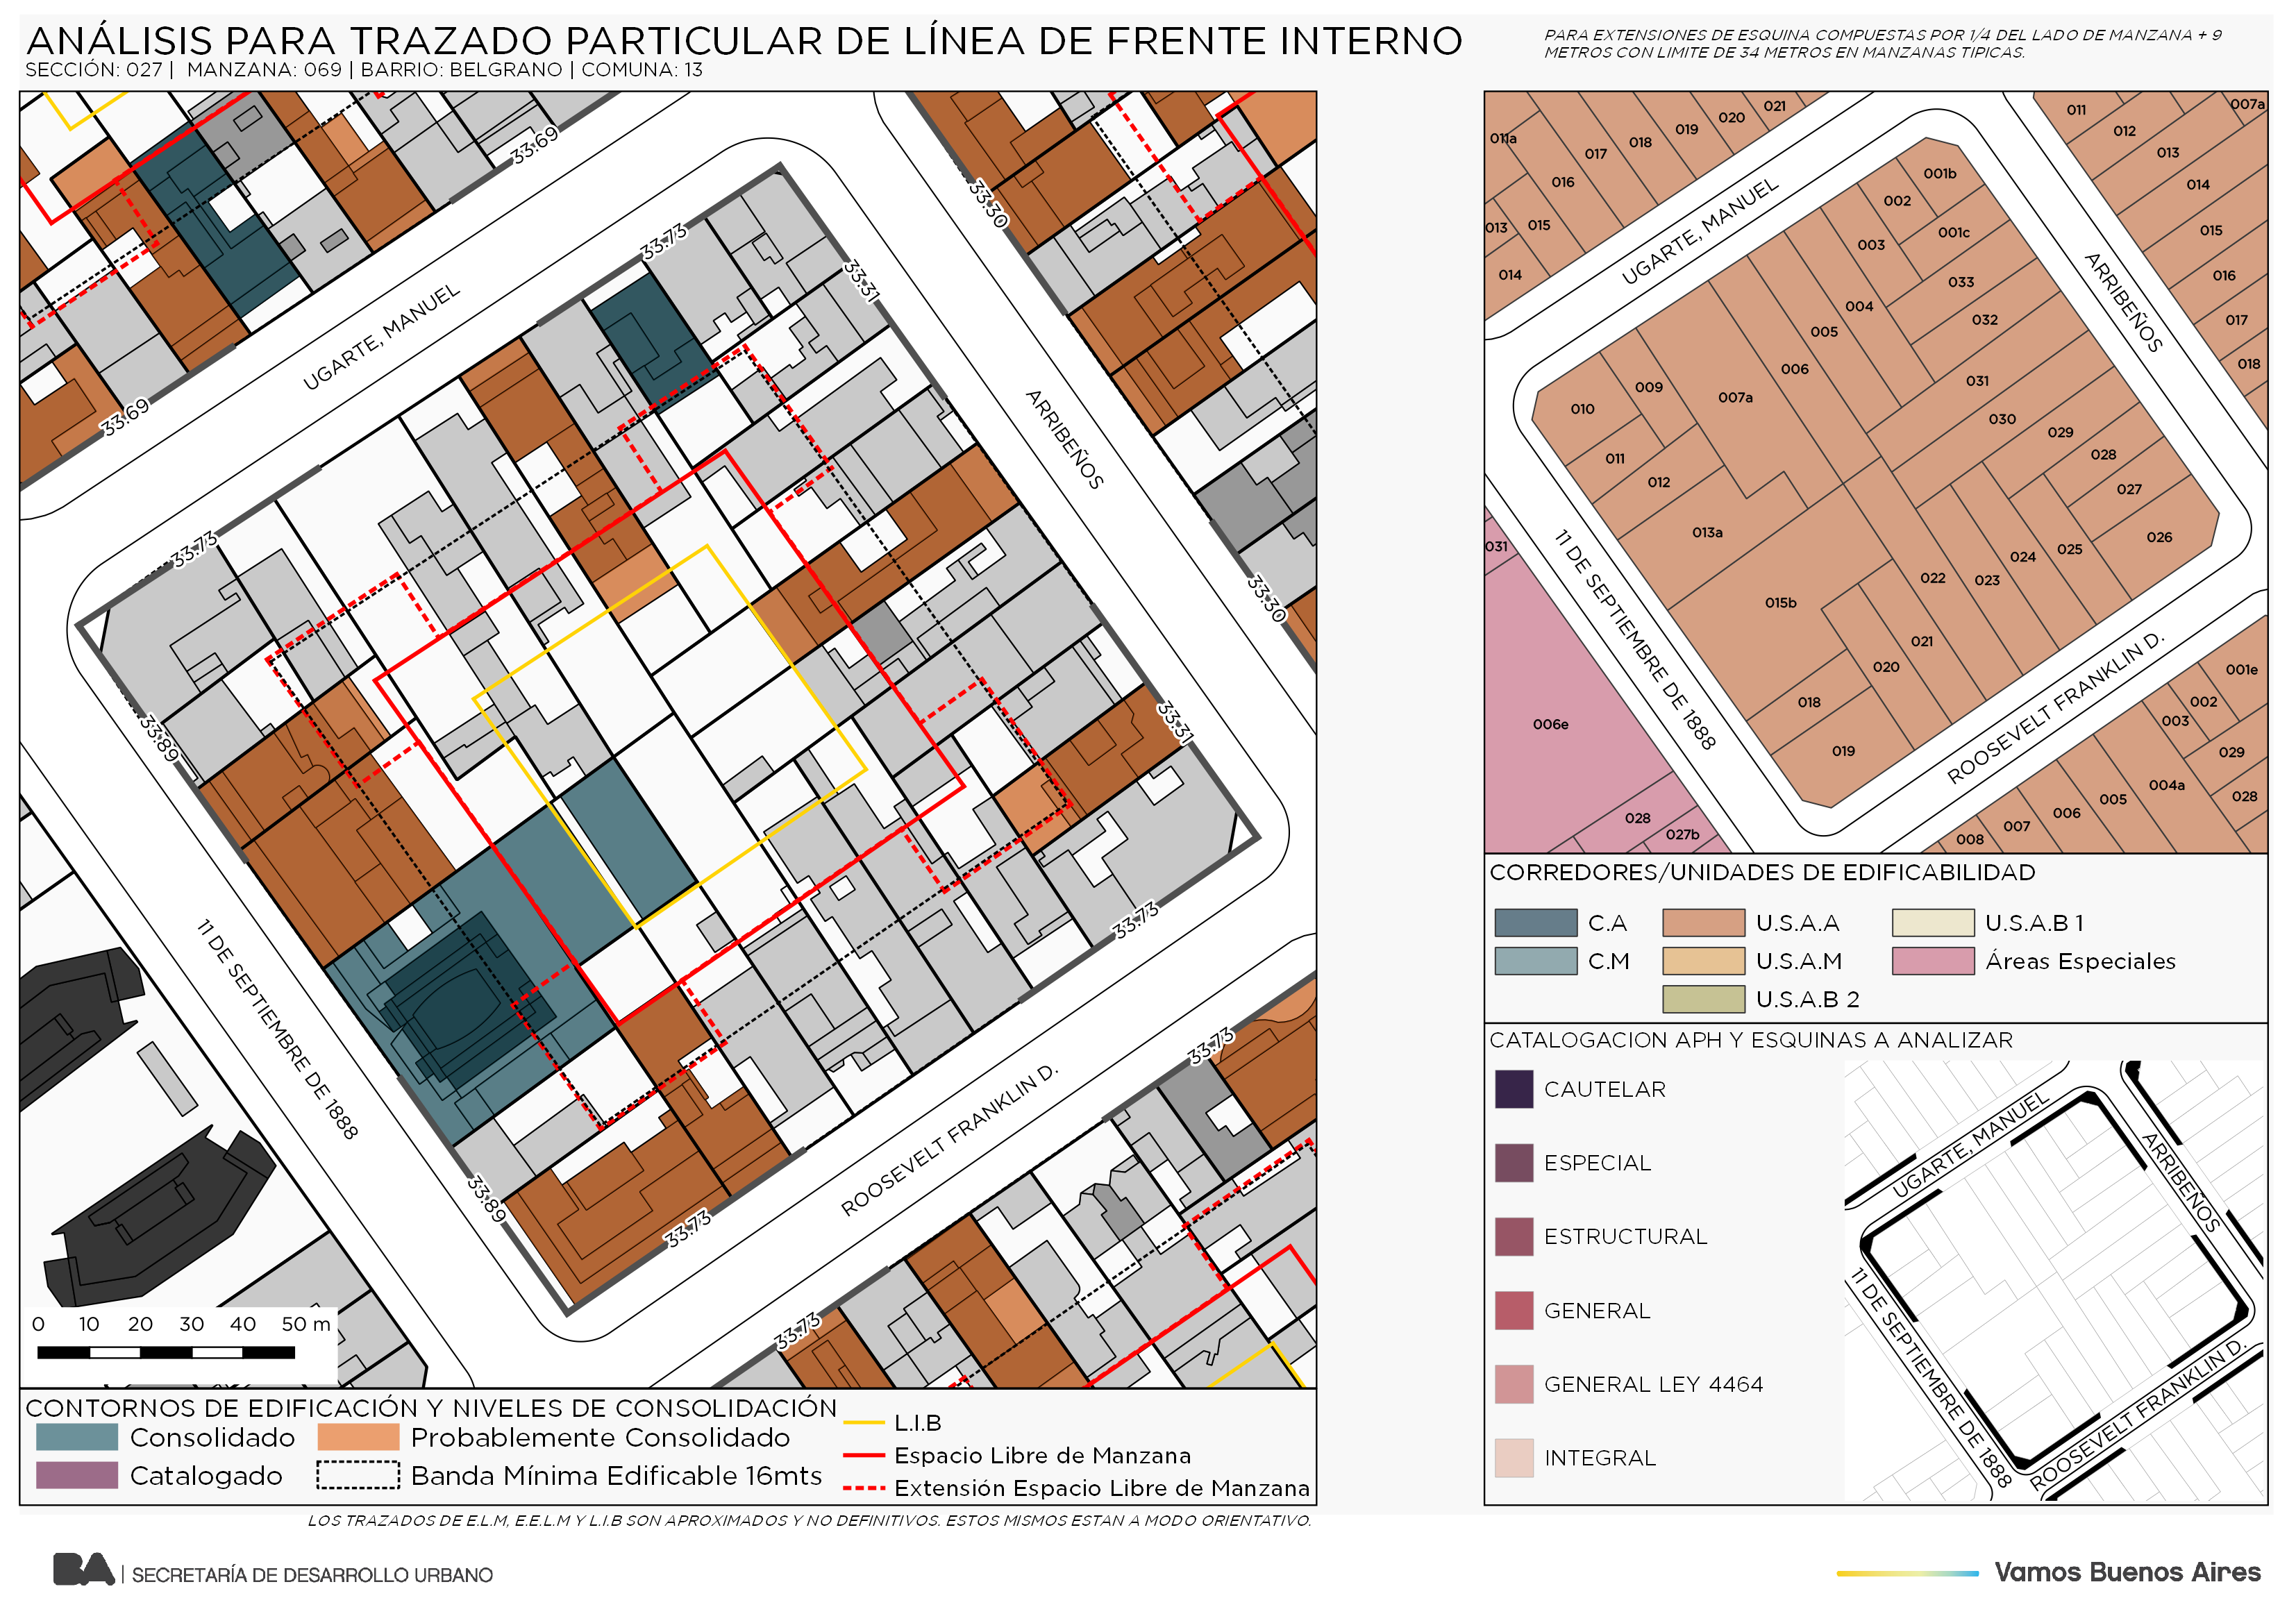 ANÁLISIS PARA TRAZADO PARTICULAR DE LÍNEA DE FRENTE INTERNO
SECCIÓN: 027 | MANZANA: 069 | BARRIO: BELGRANO | COMUNA: 13
PARA EXTENSIONES DE ESQUINA COMPUESTAS POR 1/4 DEL LADO DE MANZANA + 9
METROS CON LIMITE DE 34 METROS EN MANZANAS TIPICAS.
33.69
33.30
33.73
33.31
UGARTE, MANUEL
33.69
ARRIBEÑOS
33.73
33.30
33.89
33.31
33.73
11 DE SEPTIEMBRE DE 1888
33.73
ROOSEVELT FRANKLIN D.
33.89
33.73
33.73
0 10 20 30 40 50 m
CONTORNOS DE EDIFICACIÓN Y NIVELES DE CONSOLIDACIÓN
Consolidado
Probablemente Consolidado
Catalogado
Banda Mínima Edificable 16mts
L.I.B
Espacio Libre de Manzana
Extensión Espacio Libre de Manzana
LOS TRAZADOS DE E.L.M, E.E.L.M Y L.I.B SON APROXIMADOS Y NO DEFINITIVOS. ESTOS MISMOS ESTAN A MODO ORIENTATIVO.
011a
017
018
019
020
021
016
013
015
014
011
007a
012
013
014
015
016
017
018
UGARTE, MANUEL
ARRIBEÑOS
001b
002
001c
003
033
004
032
005
031
006
030
009
007a
010
029
028
011
012
027
013a
026
025
024
023
022
015b
021
020
018
019
11 DE SEPTIEMBRE DE 1888
ROOSEVELT FRANKLIN D.
031
006e
028
027b
001e
002
003
029
004a
028
005
006
007
008
CORREDORES/UNIDADES DE EDIFICABILIDAD
C.A
U.S.A.A
U.S.A.B 1
C.M
U.S.A.M
Áreas Especiales
U.S.A.B 2
CATALOGACION APH Y ESQUINAS A ANALIZAR
CAUTELAR
ESPECIAL
ESTRUCTURAL
GENERAL
GENERAL LEY 4464
INTEGRAL
UGARTE, MANUEL
ARRIBEÑOS
11 DE SEPTIEMBRE DE 1888
ROOSEVELT FRANKLIN D.
BA | SECRETARÍA DE DESARROLLO URBANO
Vamos Buenos Aires